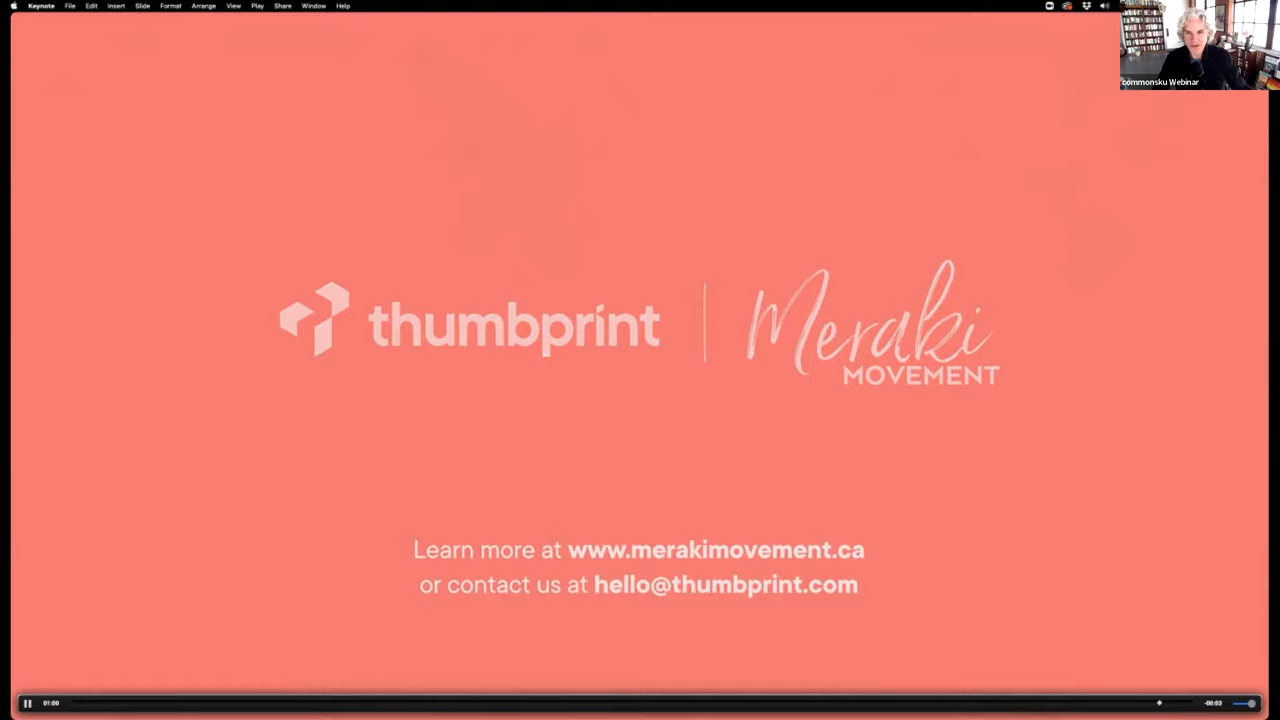 Keynote File Edit Insert Slide Format Arrange View Play Share Window Help
commonsku Webinar
thumbprint
Meraki
MOVEMENT
Learn more at www.merakimovement.ca
or contact us at hello@thumbprint.com
01:00
-00:03